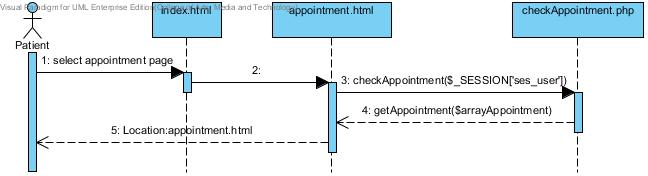 Visual Paradigm for UML Enterprise Edition
Media and Technology
index.html
appointment.html
checkAppointment.php
Patient
1: select appointment page
2:
3: checkAppointment($_SESSION['ses_user'])
4: getAppointment($arrayAppointment)
5: Location:appointment.html